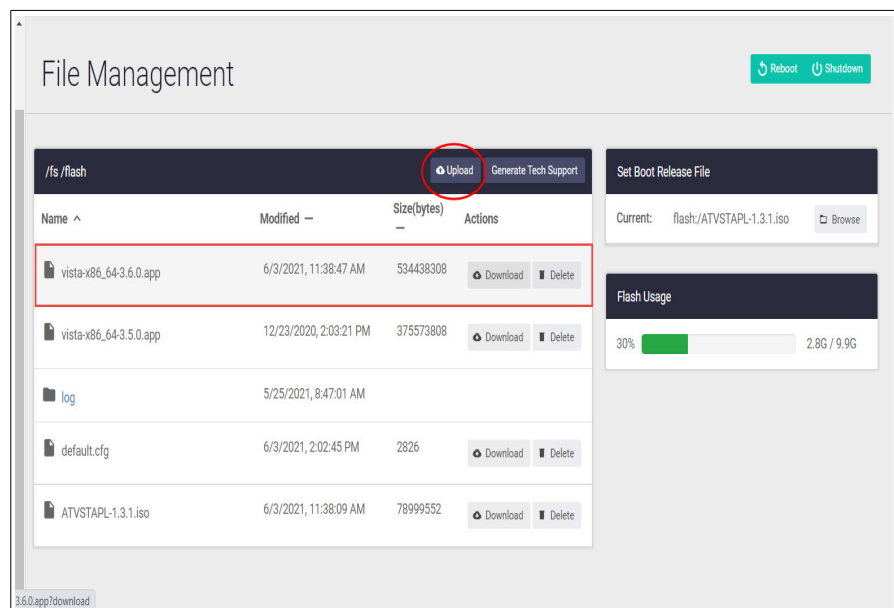 File Management
Reboot Shutdown
/fs /flash Upload Generate Tech Support
Name Modified Size(bytes) Actions
vista-x86_64-3.6.0.app 6/3/2021, 11:38:47 AM 534438308 Download Delete
vista-x86_64-3.5.0.app 12/23/2020, 2:03:21 PM 375573808 Download Delete
log 5/25/2021, 8:47:01 AM
default.cfg 6/3/2021, 2:02:45 PM 2826 Download Delete
ATVSTAPL-1.3.1.iso 6/3/2021, 11:38:09 AM 78999552 Download Delete
Set Boot Release File
Current: flash:/ATVSTAPL-1.3.1.iso Browse
Flash Usage
30% 2.8G / 9.9G
3.6.0.app?download